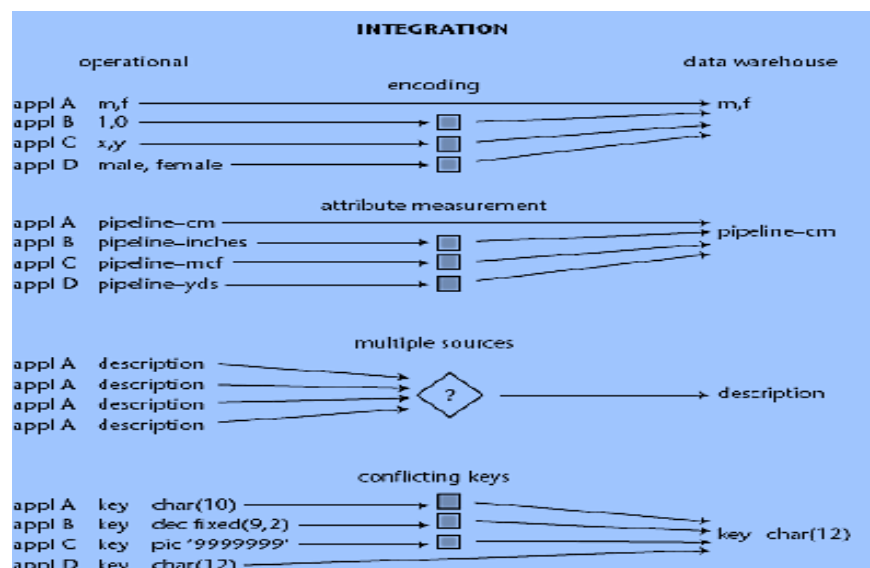 INTEGRATION
operational data warehouse
encoding
appl A m,f m,f
appl B 1,0
appl C x,y
appl D male, female
attribute measurement
appl A pipeline–cm
appl B pipeline–inches pipeline–cm
appl C pipeline–mcf
appl D pipeline–yds
multiple sources
appl A description
appl A description ? description
appl A description
appl A description
conflicting keys
appl A key char(10)
appl B key dec fixed(9,2) key char(12)
appl C key pic '9999999'
appl D key char(12)